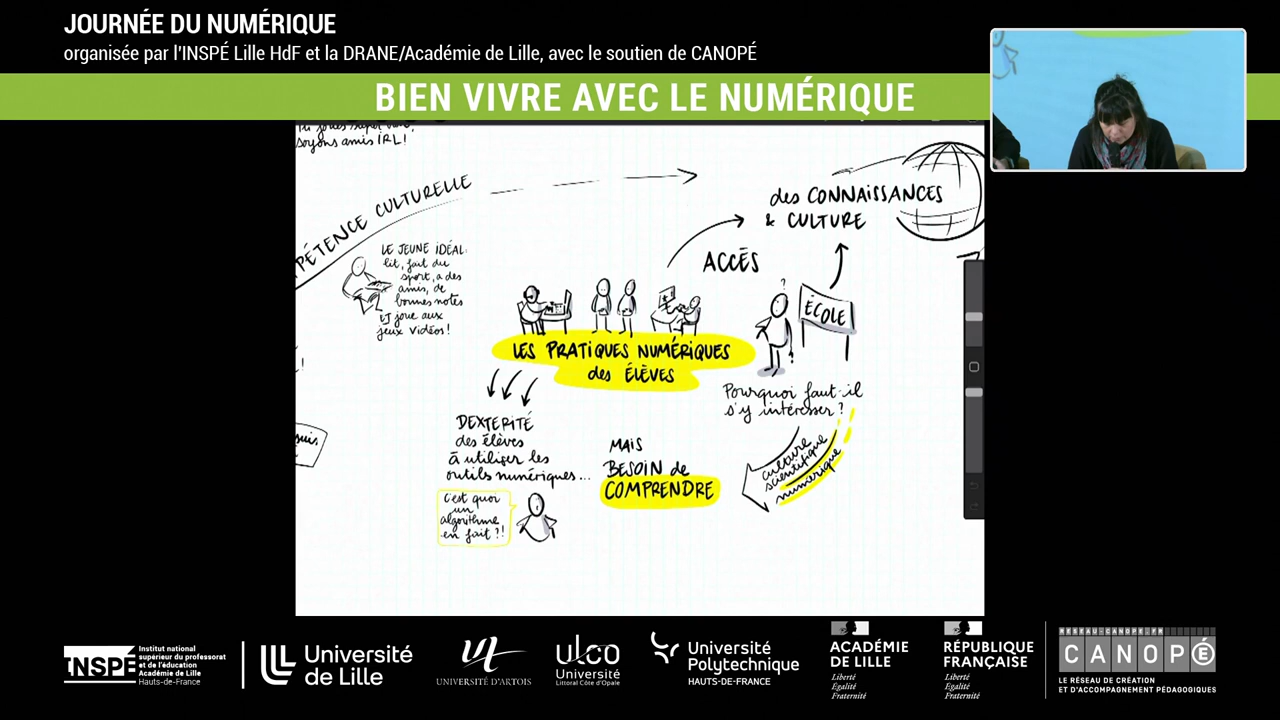 JOURNÉE DU NUMÉRIQUE
organisée par l'INSPÉ Lille HdF et la DRANE/Académie de Lille, avec le soutien de CANOPÉ
BIEN VIVRE AVEC LE NUMÉRIQUE
soyons amis IRL!
PÉTENCE CULTURELLE
des CONNAISSANCES
& CULTURE
ACCÈS
LE JEUNE IDÉAL:
lit, fait du
sport, a des
amis, de
bonnes notes
ET joue aux
jeux vidéos!
?
ÉCOLE
LES PRATIQUES NUMÉRIQUES
des ÉLÈVES
Pourquoi faut-il
s'y intéresser?
DEXTERITÉ
des élèves
à utiliser les
outils numériques...
MAIS
BESOIN de
COMPRENDRE
culture
scientifique
numérique
C'est quoi
un
algorithme
en fait?!
INSPÉ
Institut national
supérieur du professorat
et de l'éducation
Académie de Lille
Hauts-de-France
Université
de Lille
UNIVERSITÉ D'ARTOIS
ULCO
Université
Littoral Côte d'Opale
Université
Polytechnique
HAUTS-DE-FRANCE
ACADÉMIE
DE LILLE
Liberté
Égalité
Fraternité
RÉPUBLIQUE
FRANÇAISE
Liberté
Égalité
Fraternité
RESEAU-CANOPE.FR
CANOPÉ
LE RÉSEAU DE CRÉATION
ET D'ACCOMPAGNEMENT PÉDAGOGIQUES